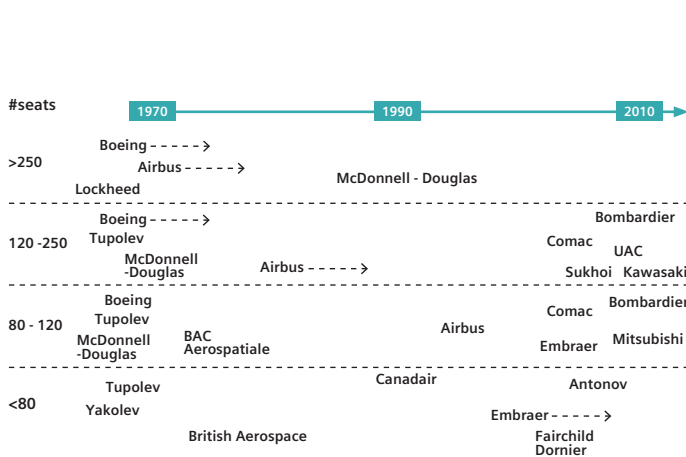 #seats
1970
1990
2010
>250
Boeing
Airbus
McDonnell - Douglas
Lockheed
120 -250
Boeing
Bombardier
Tupolev
Comac
UAC
McDonnell
-Douglas
Airbus
Sukhoi
Kawasaki
80 - 120
Boeing
Bombardier
Tupolev
Comac
Airbus
McDonnell
-Douglas
BAC
Aerospatiale
Embraer
Mitsubishi
<80
Canadair
Tupolev
Antonov
Yakolev
Embraer
British Aerospace
Fairchild
Dornier